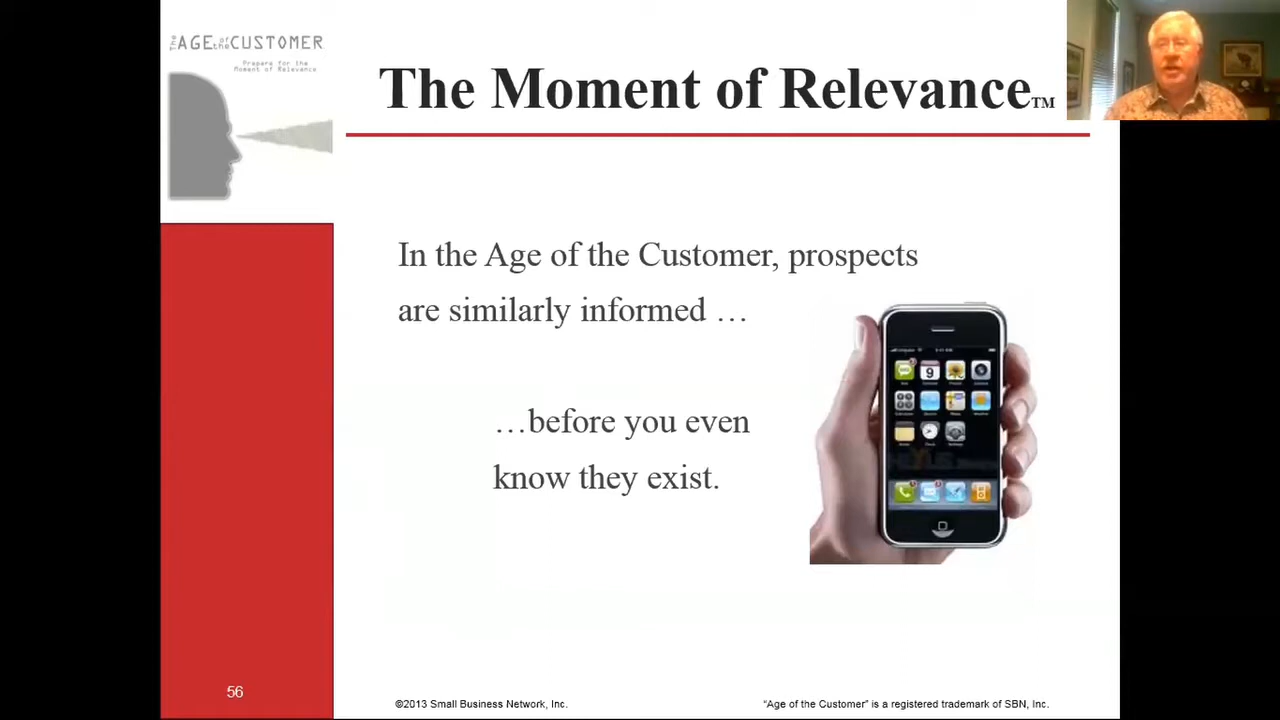 The AGE of the CUSTOMER
Prepare for the
Moment of Relevance
The Moment of Relevance™
In the Age of the Customer, prospects
are similarly informed …
…before you even
know they exist.
9
56
©2013 Small Business Network, Inc.
“Age of the Customer” is a registered trademark of SBN, Inc.